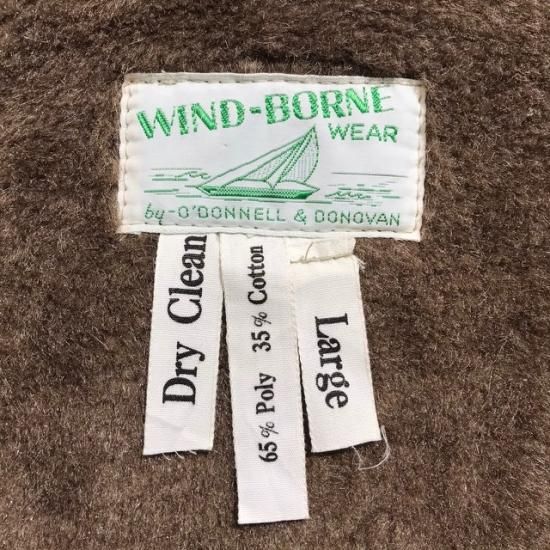 WIND-BORNE
WEAR
by-O'DONNELL & DONOVAN
Dry Clean
65% Poly 35% Cotton
Large